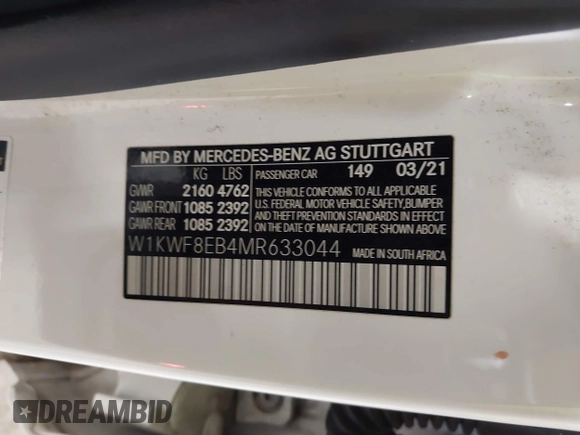 MFD BY MERCEDES-BENZ AG STUTTGART
KG LBS
PASSENGER CAR 149 03/21
GVWR 2160 4762
GAWR FRONT 1085 2392
GAWR REAR 1085 2392
THIS VEHICLE CONFORMS TO ALL APPLICABLE
U.S. FEDERAL MOTOR VEHICLE SAFETY, BUMPER
AND THEFT PREVENTION STANDARDS IN EFFECT
ON THE DATE OF MANUFACTURE SHOWN ABOVE.
W1KWF8EB4MR633044
MADE IN SOUTH AFRICA
DREAMBID